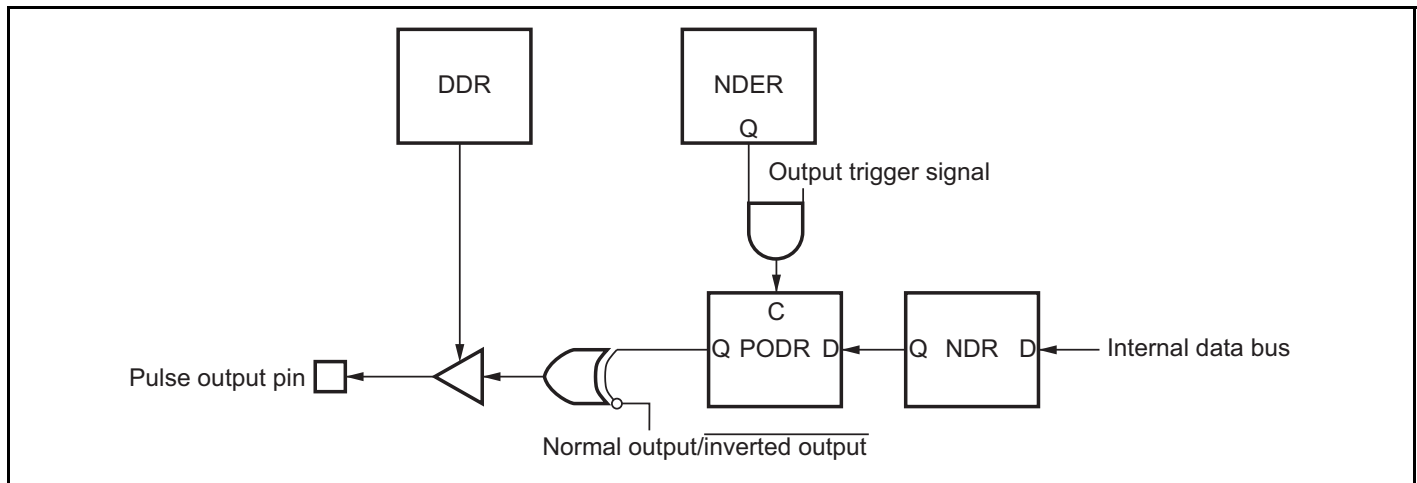 DDR
NDER
Q
Output trigger signal
C
Q PODR D
Q NDR D
Internal data bus
Pulse output pin
Normal output/inverted output